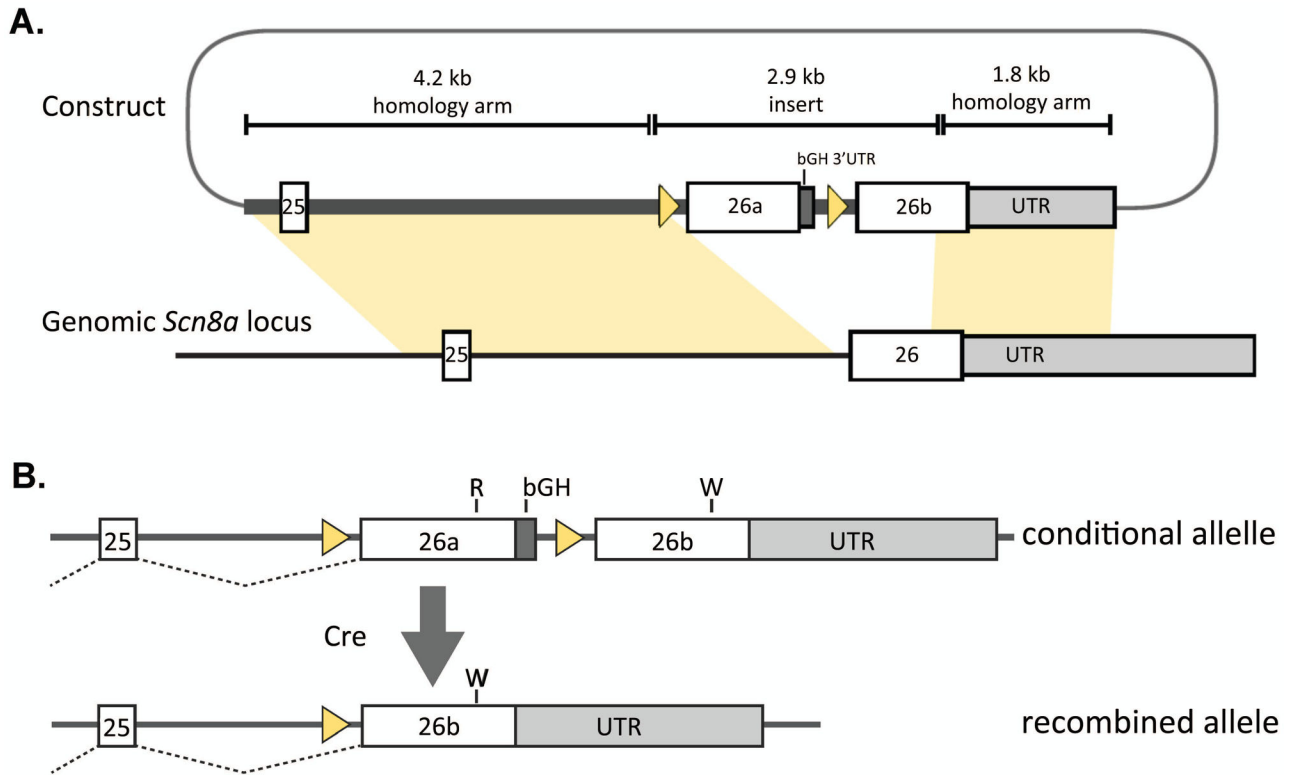 A.
Construct
4.2 kb
homology arm
2.9 kb
insert
1.8 kb
homology arm
bGH 3'UTR
25
26a
26b
UTR
Genomic Scn8a locus
25
26
UTR
B.
R
bGH
W
25
26a
26b
UTR
conditional allelle
Cre
W
25
26b
UTR
recombined allele